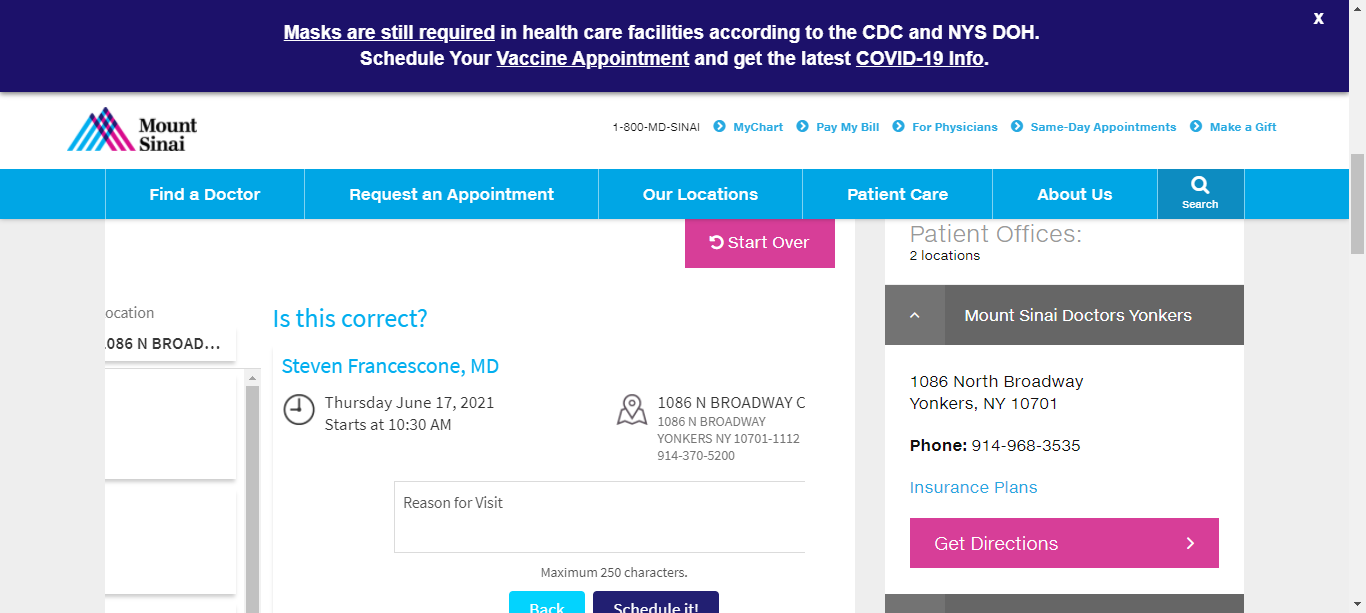 Masks are still required in health care facilities according to the CDC and NYS DOH.
Schedule Your Vaccine Appointment and get the latest COVID-19 Info.
X
Mount
Sinai
1-800-MD-SINAI MyChart Pay My Bill For Physicians Same-Day Appointments Make a Gift
Find a Doctor Request an Appointment Our Locations Patient Care About Us Search
Start Over
Patient Offices:
2 locations
ocation
1086 N BROAD...
Is this correct?
Steven Francescone, MD
Thursday June 17, 2021
Starts at 10:30 AM
1086 N BROADWAY C
1086 N BROADWAY
YONKERS NY 10701-1112
914-370-5200
Reason for Visit
Maximum 250 characters.
Back Schedule it!
Mount Sinai Doctors Yonkers
1086 North Broadway
Yonkers, NY 10701
Phone: 914-968-3535
Insurance Plans
Get Directions